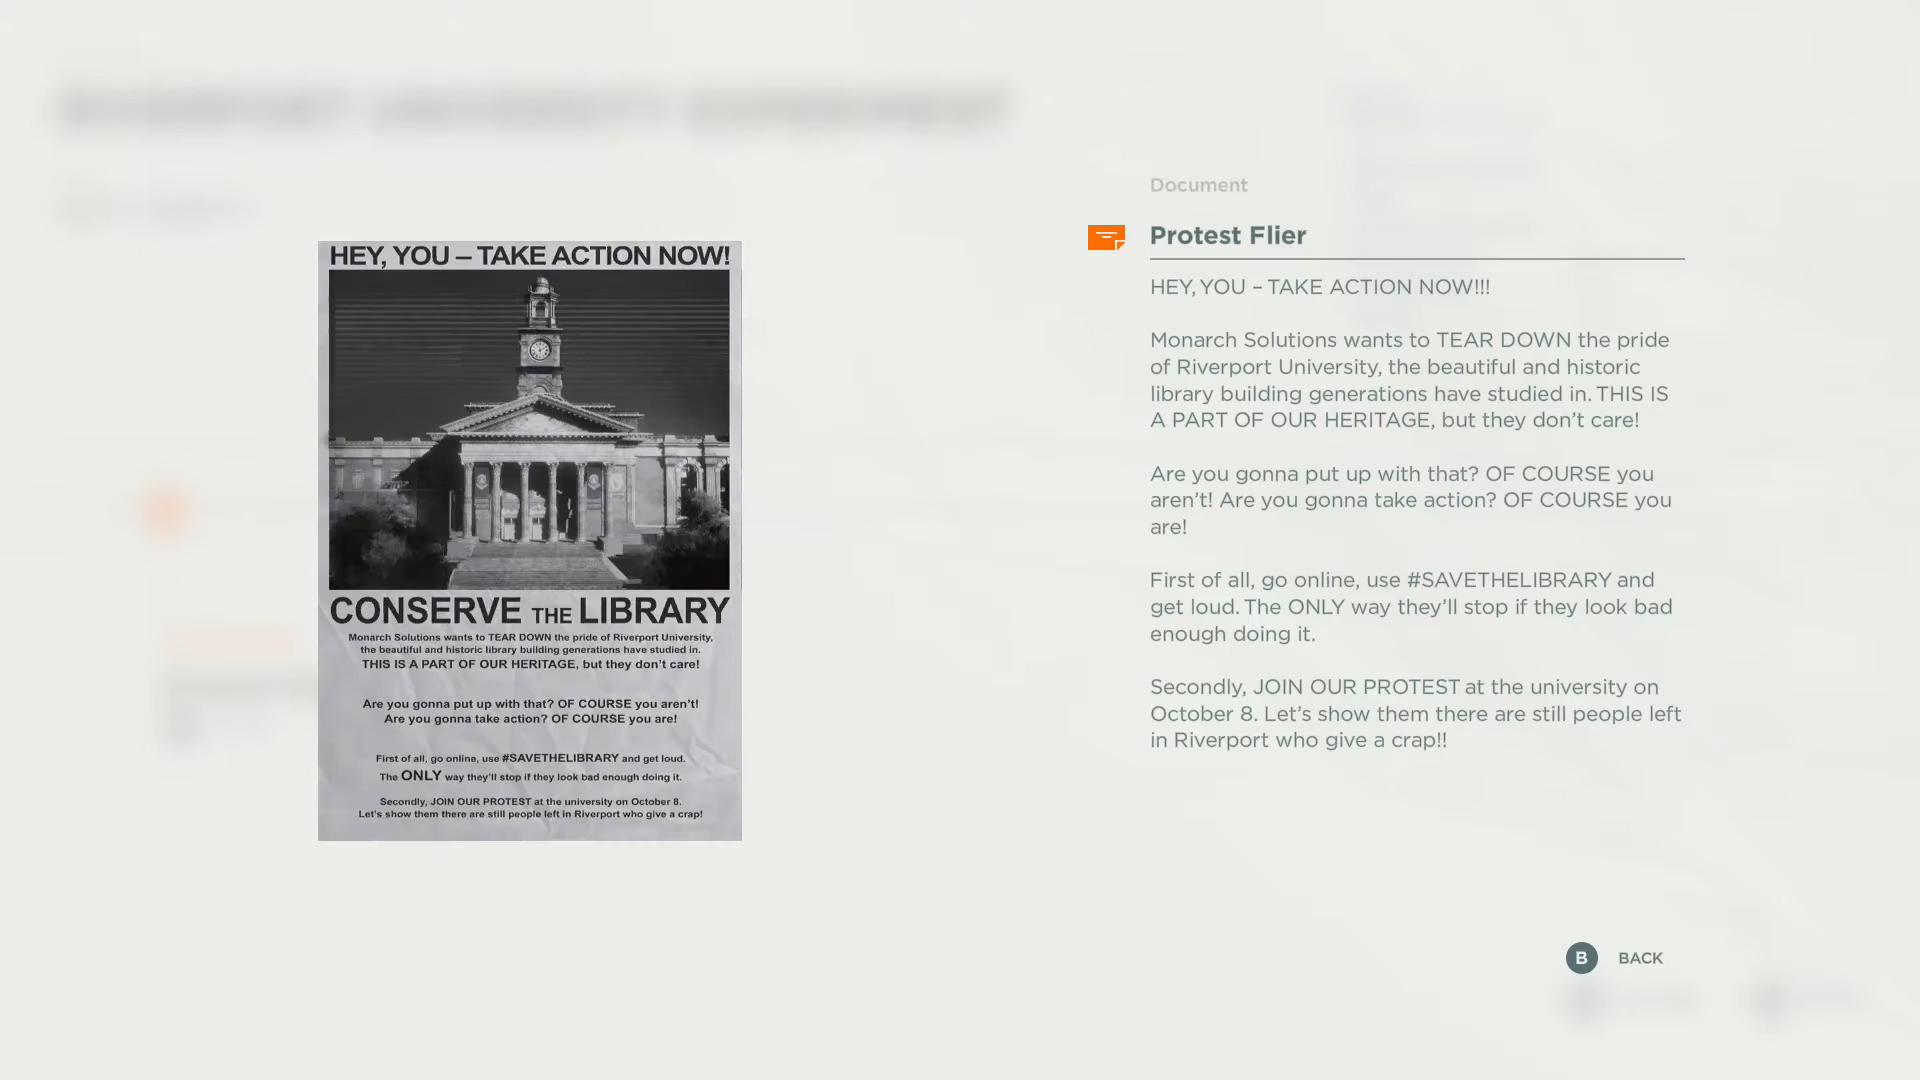 HEY, YOU – TAKE ACTION NOW!
CONSERVE THE LIBRARY
Monarch Solutions wants to TEAR DOWN the pride of Riverport University,
the beautiful and historic library building generations have studied in.
THIS IS A PART OF OUR HERITAGE, but they don't care!
Are you gonna put up with that? OF COURSE you aren't!
Are you gonna take action? OF COURSE you are!
First of all, go online, use #SAVETHELIBRARY and get loud.
The ONLY way they'll stop if they look bad enough doing it.
Secondly, JOIN OUR PROTEST at the university on October 8.
Let's show them there are still people left in Riverport who give a crap!
Document
Protest Flier
HEY, YOU – TAKE ACTION NOW!!!
Monarch Solutions wants to TEAR DOWN the pride
of Riverport University, the beautiful and historic
library building generations have studied in. THIS IS
A PART OF OUR HERITAGE, but they don't care!
Are you gonna put up with that? OF COURSE you
aren't! Are you gonna take action? OF COURSE you
are!
First of all, go online, use #SAVETHELIBRARY and
get loud. The ONLY way they'll stop if they look bad
enough doing it.
Secondly, JOIN OUR PROTEST at the university on
October 8. Let's show them there are still people left
in Riverport who give a crap!!
B BACK